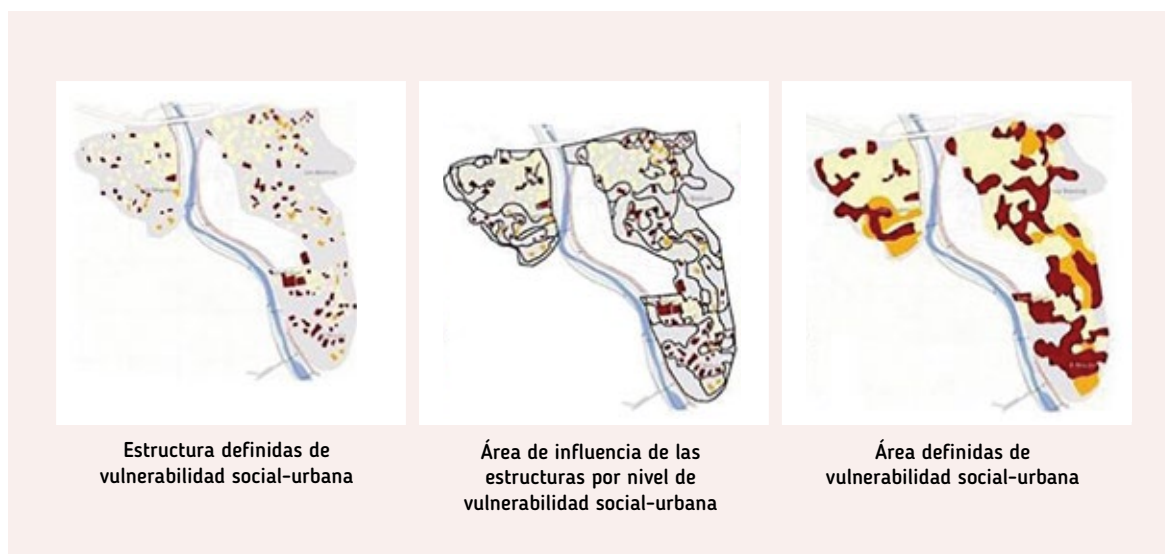 Estructura definidas de
vulnerabilidad social-urbana
Área de influencia de las
estructuras por nivel de
vulnerabilidad social-urbana
Área definidas de
vulnerabilidad social-urbana